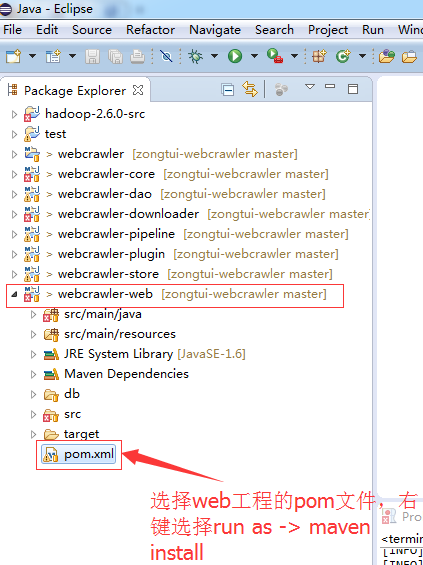 Java - Eclipse
File Edit Source Refactor Navigate Search Project Run Win
Package Explorer
hadoop-2.6.0-src
test
> webcrawler [zongtui-webcrawler master]
> webcrawler-core [zongtui-webcrawler master]
> webcrawler-dao [zongtui-webcrawler master]
> webcrawler-downloader [zongtui-webcrawler master]
> webcrawler-pipeline [zongtui-webcrawler master]
> webcrawler-plugin [zongtui-webcrawler master]
> webcrawler-store [zongtui-webcrawler master]
> webcrawler-web [zongtui-webcrawler master]
src/main/java
src/main/resources
JRE System Library [JavaSE-1.6]
Maven Dependencies
db
src
target
pom.xml
选择web工程的pom文件，右
键选择run as -> maven
install
Pro
<termin
[INFO]
[INFO]